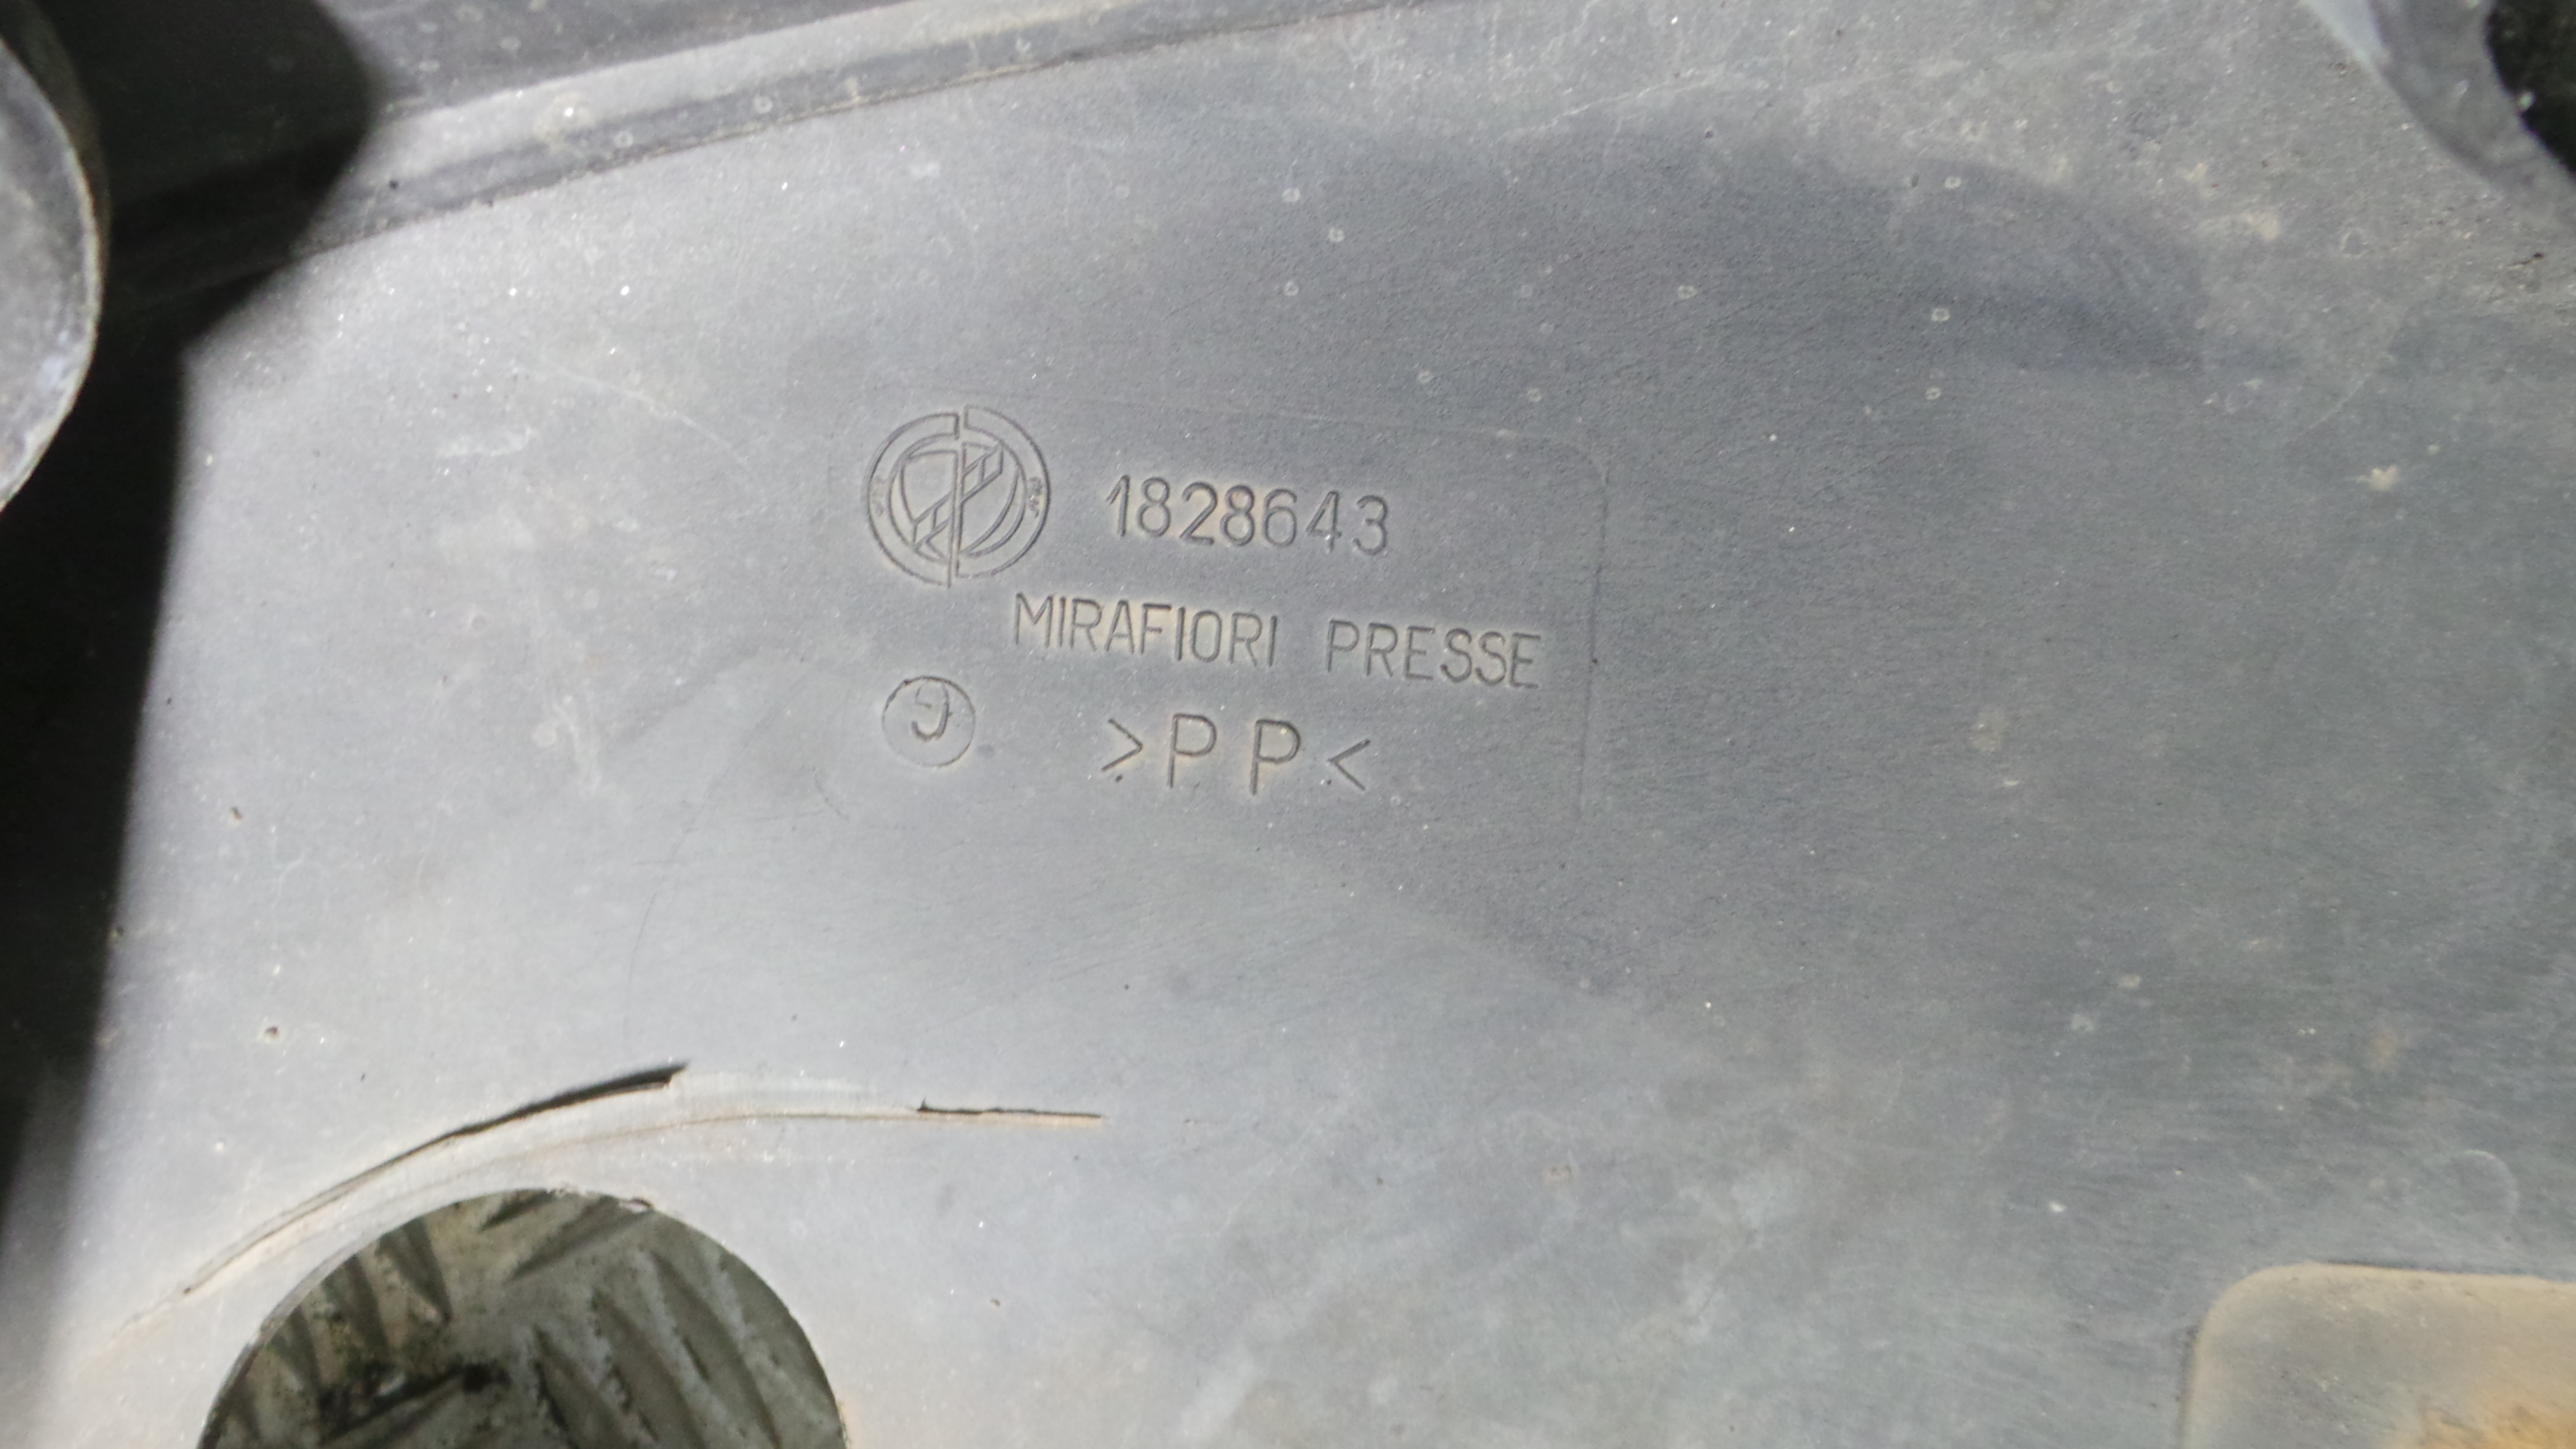 1828643
MIRAFIORI PRESSE
>PP<